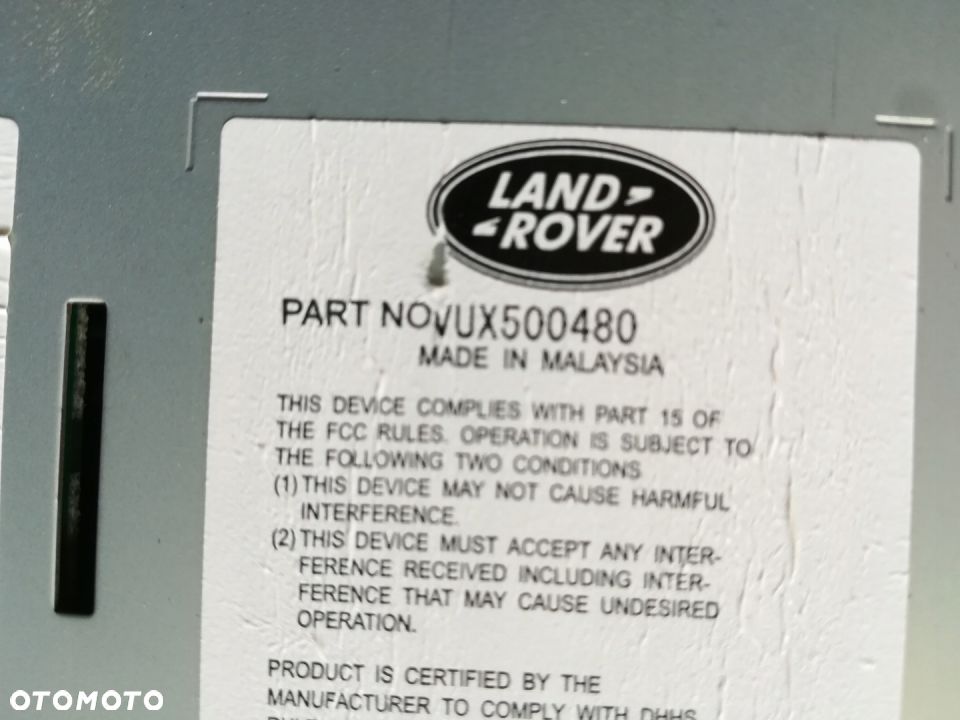 LAND
ROVER
PART NO VUX500480
MADE IN MALAYSIA
THIS DEVICE COMPLIES WITH PART 15 OF
THE FCC RULES. OPERATION IS SUBJECT TO
THE FOLLOWING TWO CONDITIONS
(1) THIS DEVICE MAY NOT CAUSE HARMFUL
INTERFERENCE.
(2) THIS DEVICE MUST ACCEPT ANY INTER-
FERENCE RECEIVED INCLUDING INTER-
FERENCE THAT MAY CAUSE UNDESIRED
OPERATION.
PRODUCT IS CERTIFIED BY THE
MANUFACTURER TO COMPLY WITH DHHS
OTOMOTO